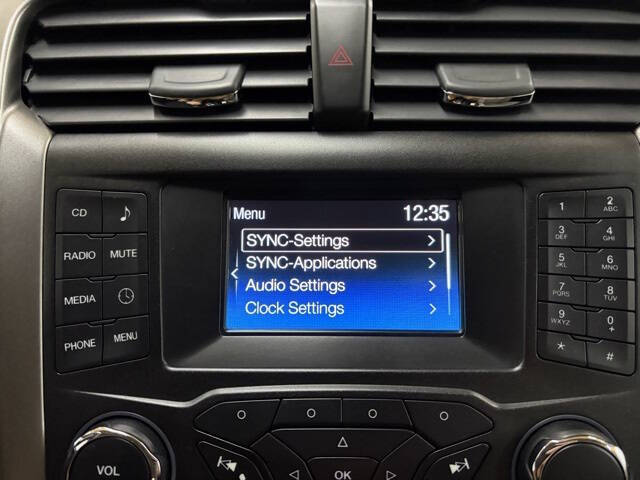 CD
RADIO MUTE
MEDIA
PHONE MENU
Menu 12:35
SYNC-Settings >
SYNC-Applications >
Audio Settings >
Clock Settings >
1 2 ABC
3 DEF 4 GHI
5 JKL 6 MNO
7 PQRS 8 TUV
9 WXYZ 0 +
* #
VOL
OK